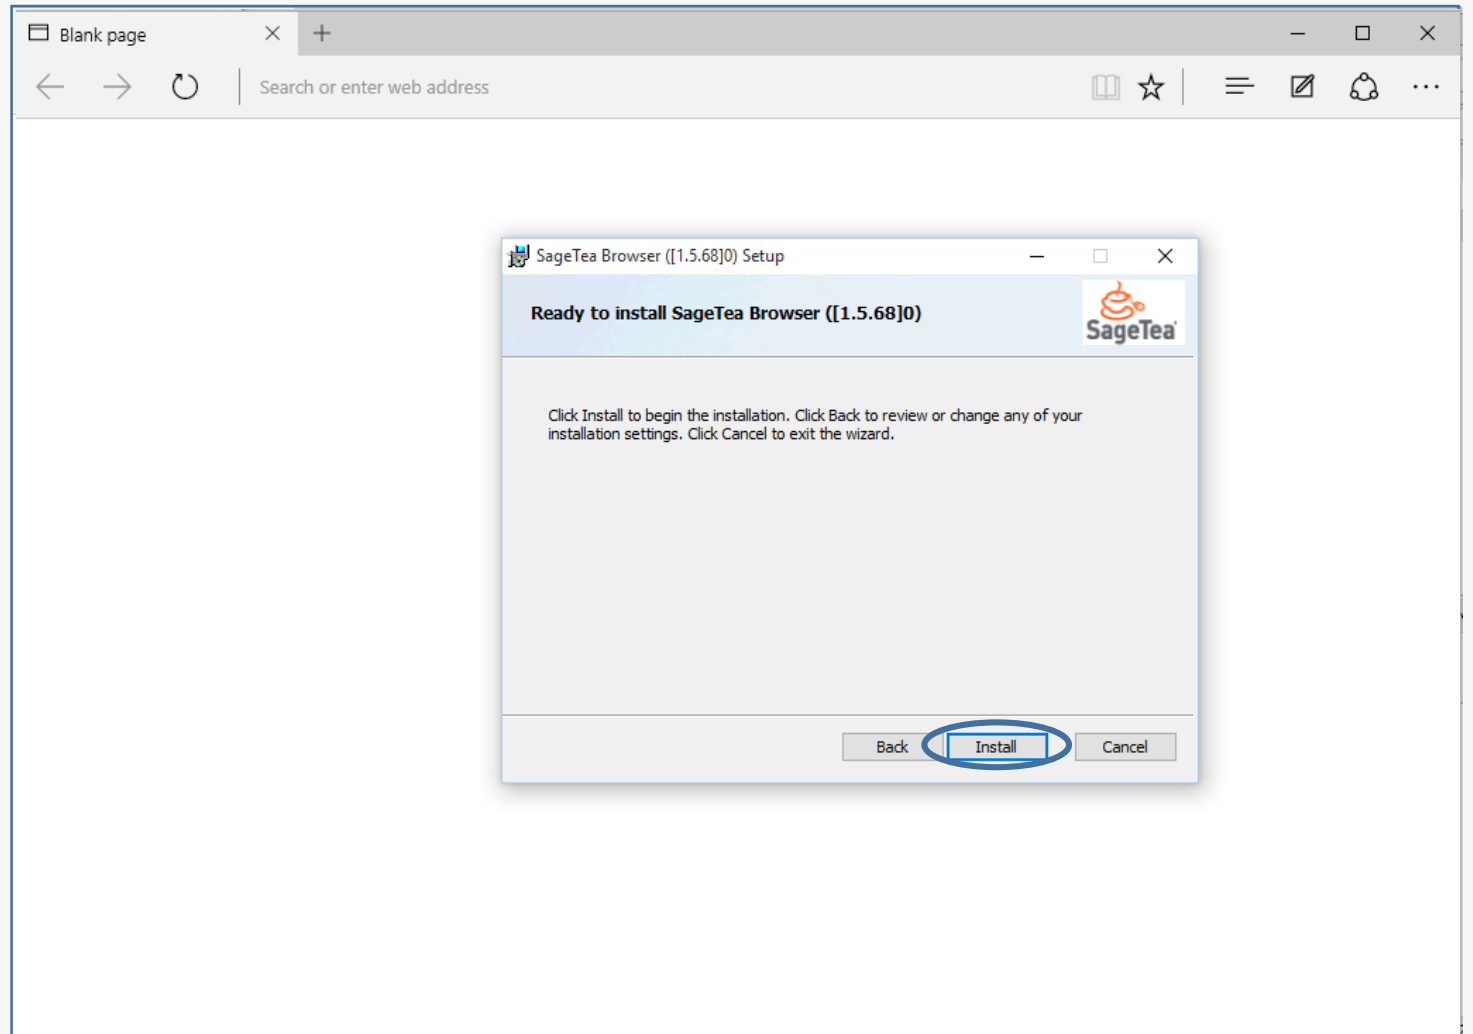 Blank page
Search or enter web address
SageTea Browser ([1.5.68]0) Setup
Ready to install SageTea Browser ([1.5.68]0)
SageTea
Click Install to begin the installation. Click Back to review or change any of your
installation settings. Click Cancel to exit the wizard.
Back Install Cancel